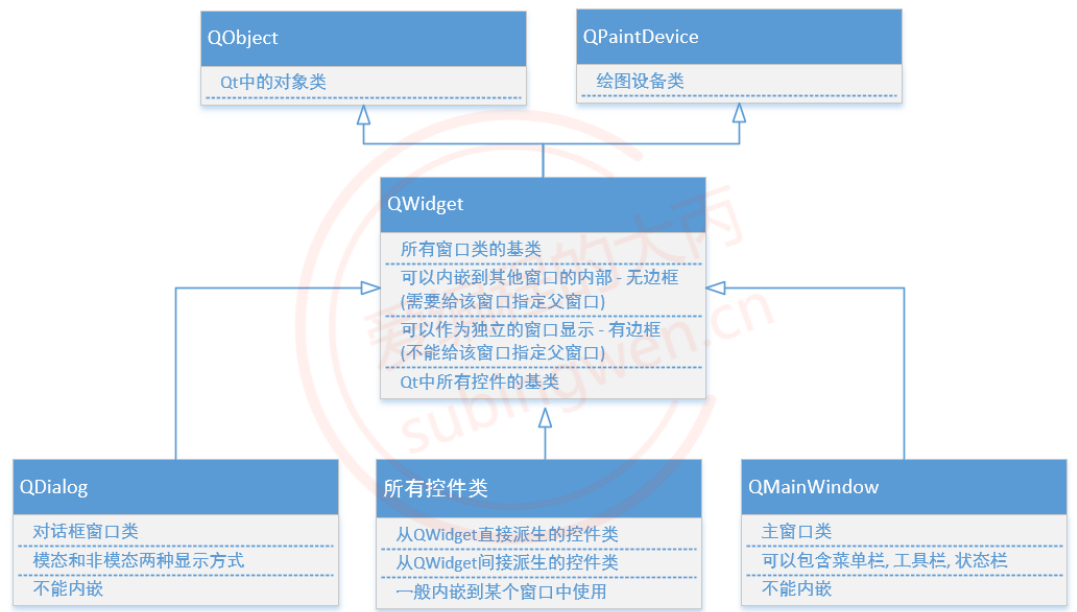 QObject
Qt中的对象类
QPaintDevice
绘图设备类
QWidget
所有窗口类的基类
可以内嵌到其他窗口的内部 - 无边框
(需要给该窗口指定父窗口)
可以作为独立的窗口显示 - 有边框
(不能给该窗口指定父窗口)
Qt中所有控件的基类
QDialog
对话框窗口类
模态和非模态两种显示方式
不能内嵌
所有控件类
从QWidget直接派生的控件类
从QWidget间接派生的控件类
一般内嵌到某个窗口中使用
QMainWindow
主窗口类
可以包含菜单栏, 工具栏, 状态栏
不能内嵌
爱编程的大丙
subingwen.cn